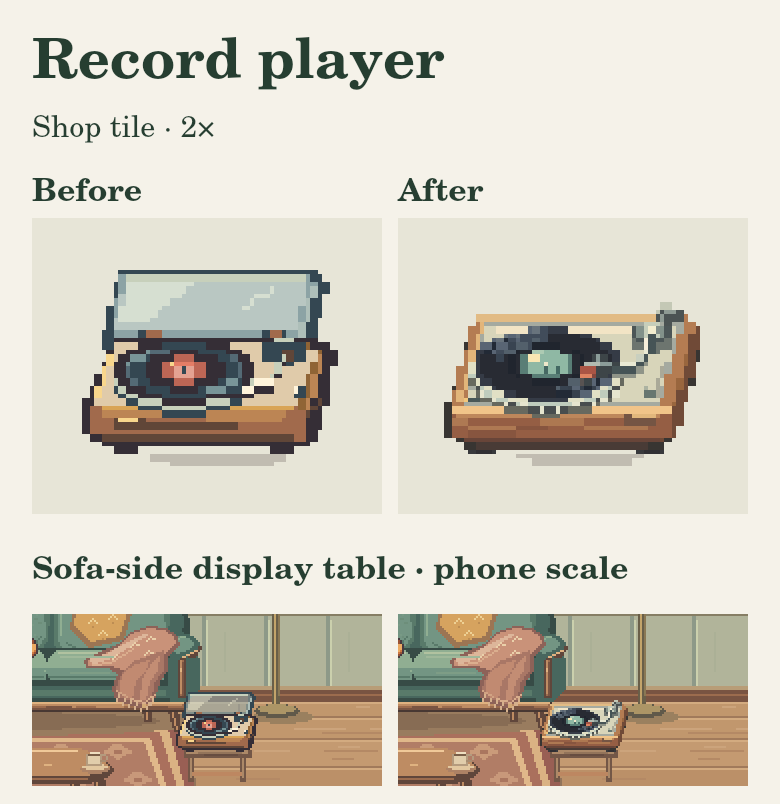 Record player
Shop tile · 2×
Before
After
Sofa-side display table · phone scale